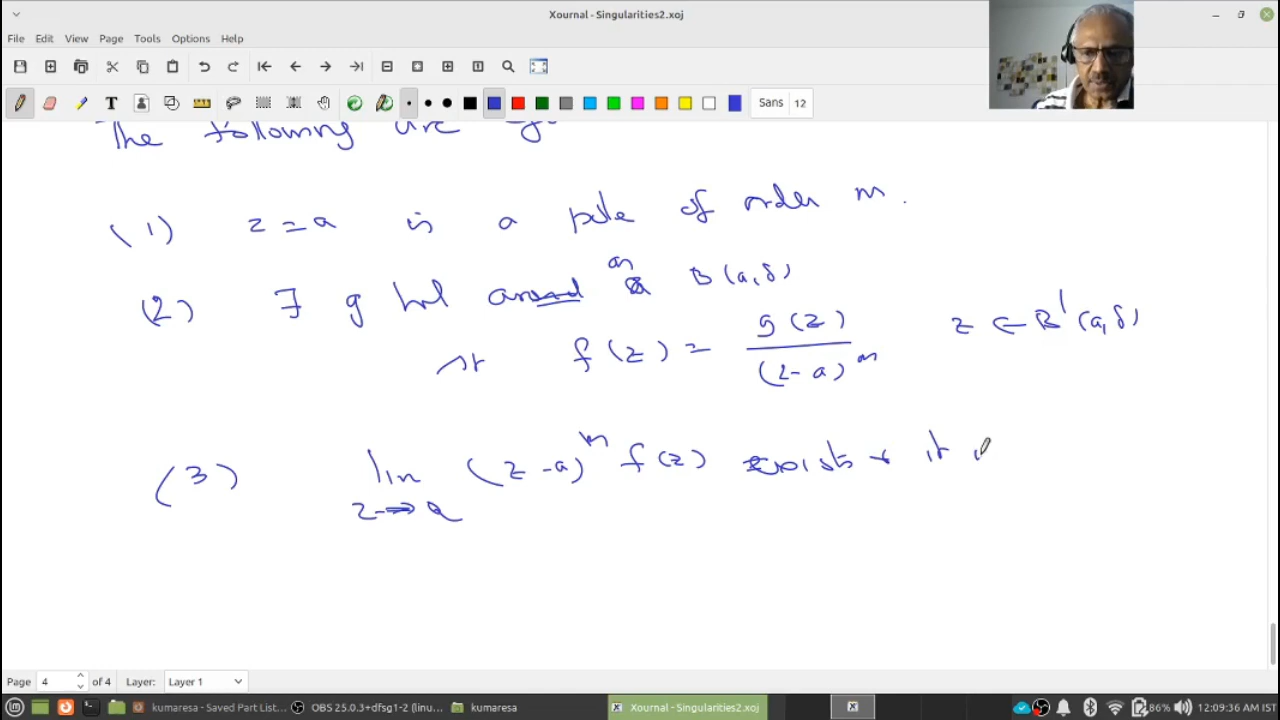 Xournal - Singularities2.xoj
File Edit View Page Tools Options Help
Sans 12
The following are
(1) z = a is a pole of order m.
(2) ∃ g hol on B(a,δ)
st f(z) = g(z) / (z-a)^m z ∈ B'(a,δ)
(3) lim z→a (z-a)^m f(z) exists + it
Page 4 of 4 Layer: Layer 1
kumaresa - Saved Part List... OBS 25.0.3+dfsg1-2 (linu... kumaresa Xournal - Singularities2.xoj 86% 12:09:36 AM IST